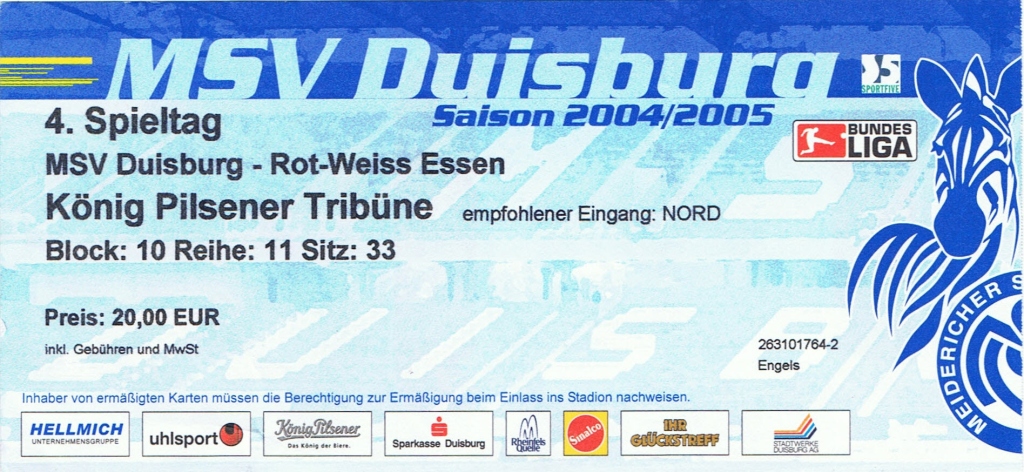 MSV Duisburg
Saison 2004/2005
SPORTFIVE
4. Spieltag
MSV Duisburg - Rot-Weiss Essen
BUNDES
LIGA
König Pilsener Tribüne empfohlener Eingang: NORD
Block: 10 Reihe: 11 Sitz: 33
Preis: 20,00 EUR
inkl. Gebühren und MwSt
263101764-2
Engels
MEIDERICHER S
Inhaber von ermäßigten Karten müssen die Berechtigung zur Ermäßigung beim Einlass ins Stadion nachweisen.
HELLMICH
UNTERNEHMENSGRUPPE
uhlsport
König Pilsener
Das König der Biere.
Sparkasse Duisburg
Rheinfels
Quelle
Sinalco
IHR
GLÜCKSTREFF
STADTWERKE
DUISBURG AG